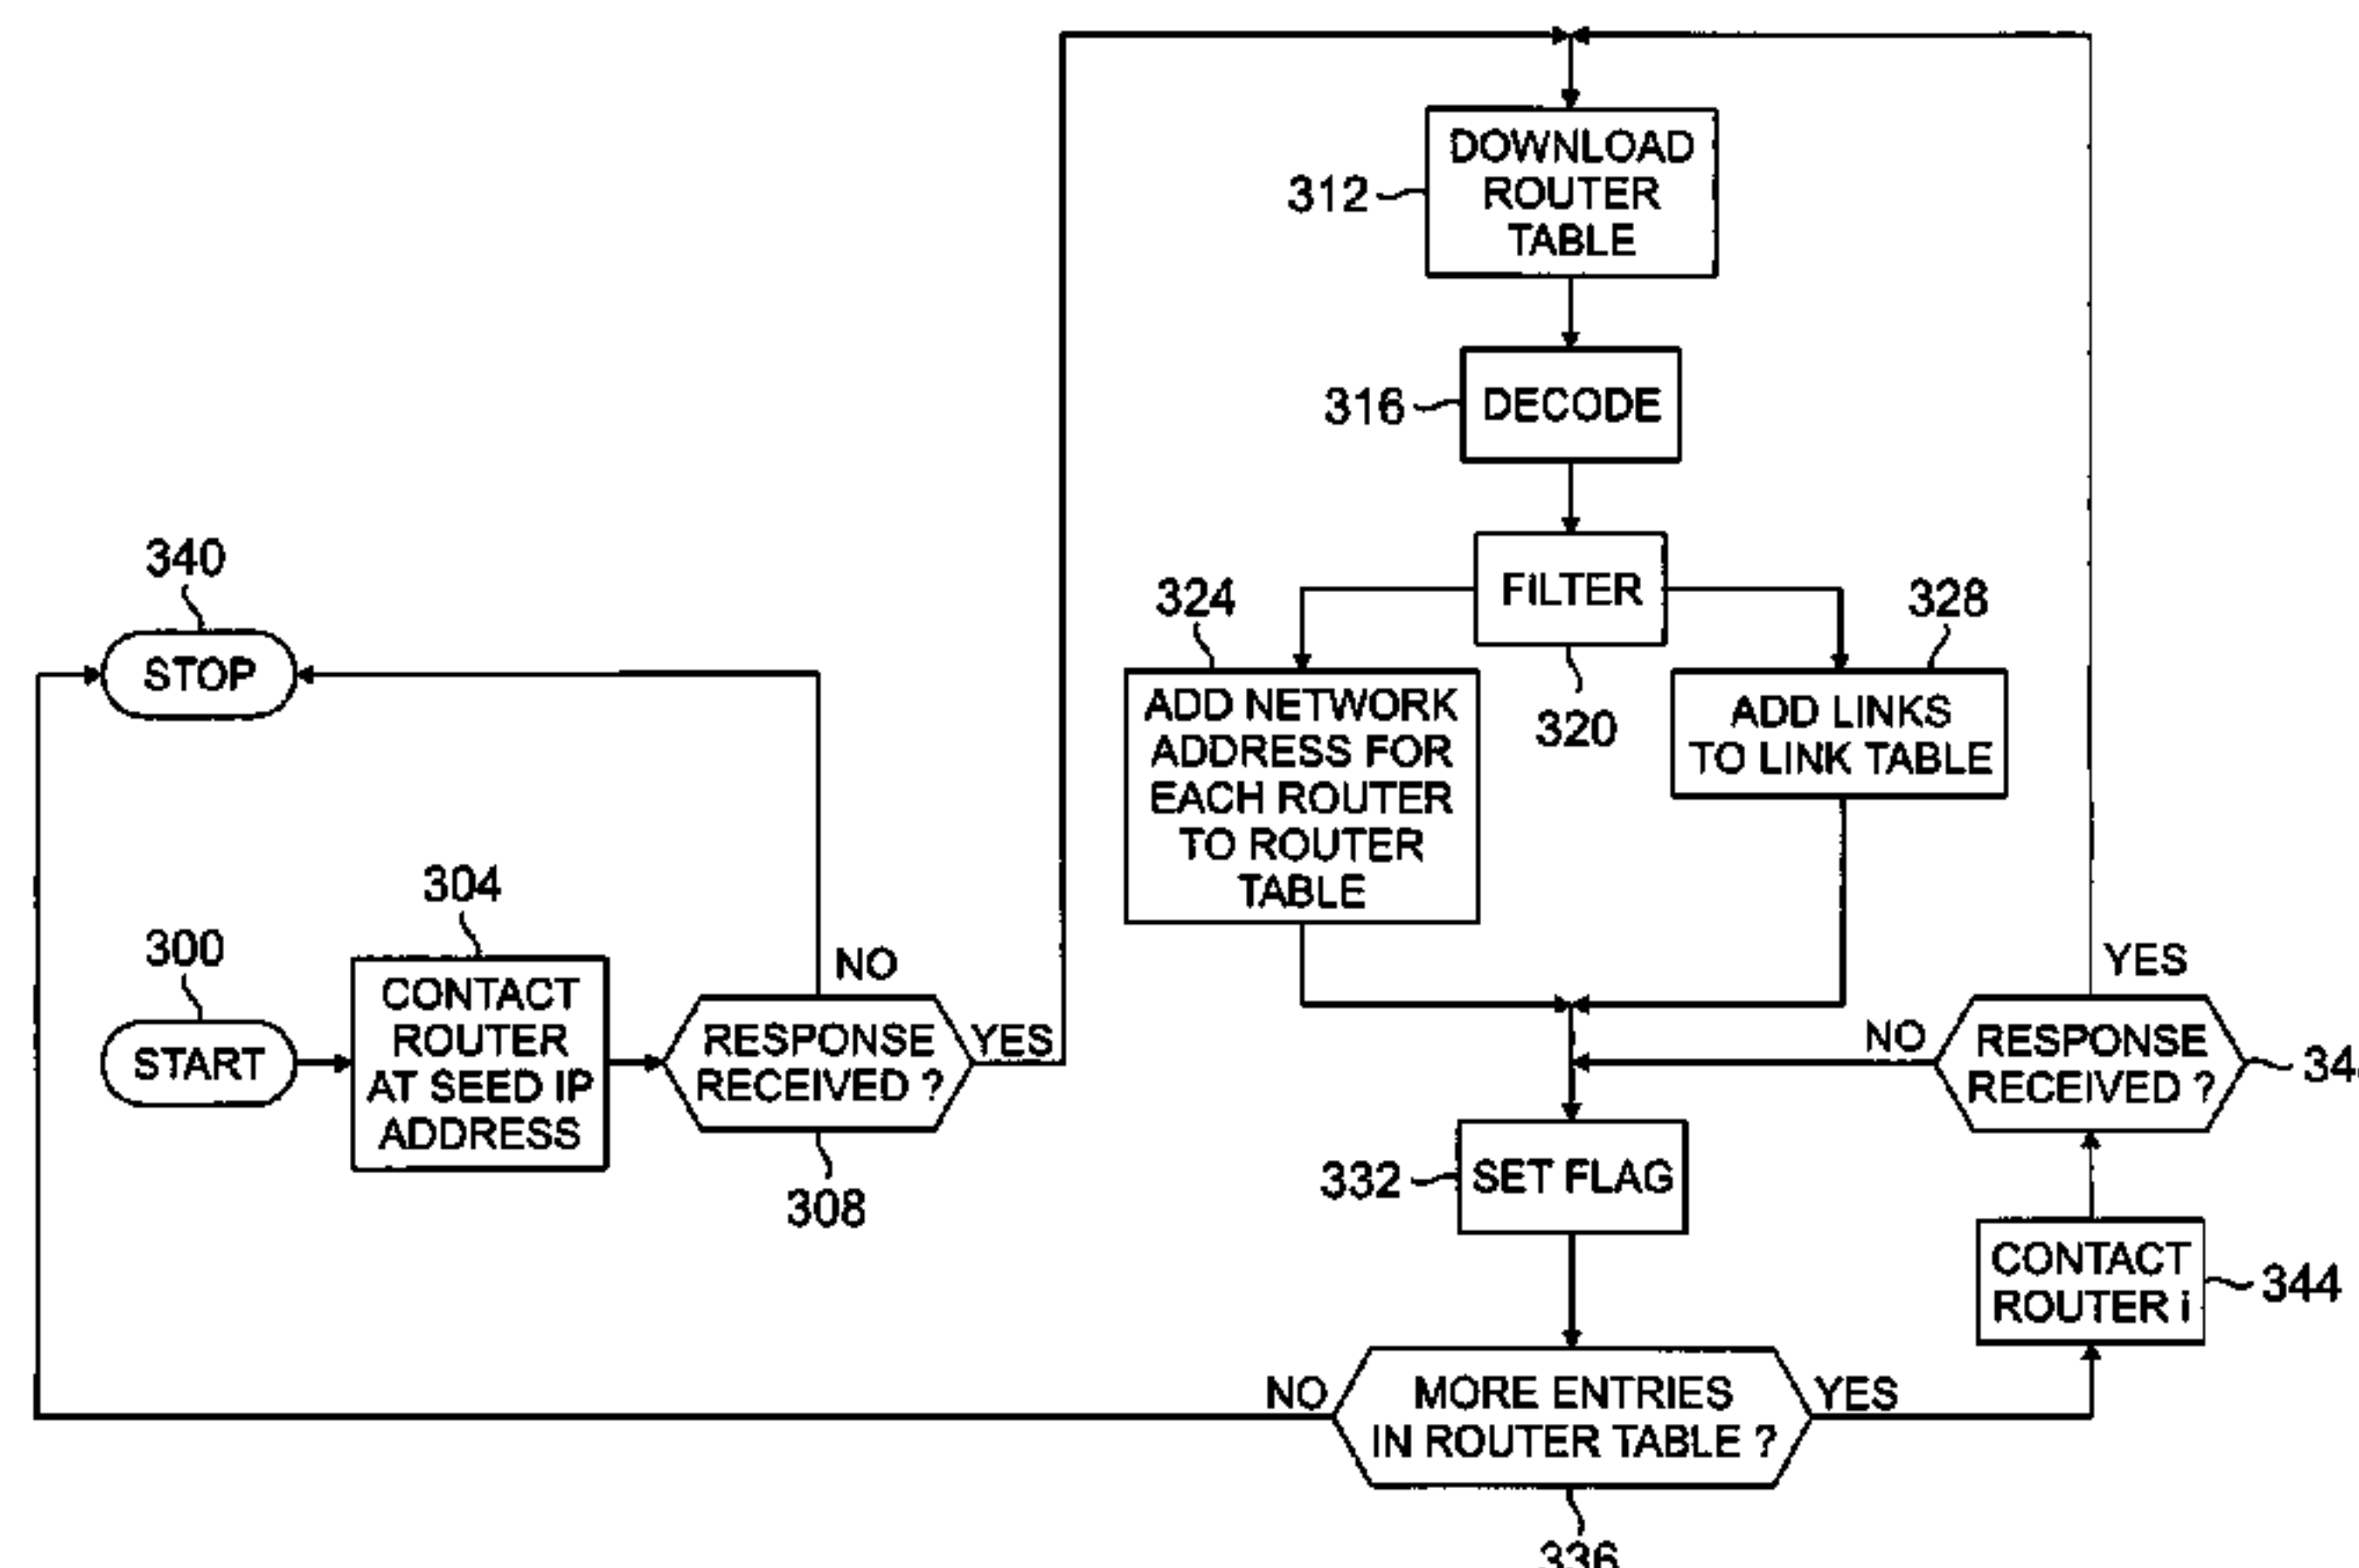 312
DOWNLOAD
ROUTER
TABLE
316
DECODE
340
STOP
324
FILTER
320
328
ADD NETWORK
ADDRESS FOR
EACH ROUTER
TO ROUTER
TABLE
ADD LINKS
TO LINK TABLE
300
START
304
CONTACT
ROUTER
AT SEED IP
ADDRESS
NO
RESPONSE
RECEIVED ?
YES
308
YES
NO
RESPONSE
RECEIVED ?
332
SET FLAG
CONTACT
ROUTER i
344
NO
MORE ENTRIES
IN ROUTER TABLE ?
YES
336